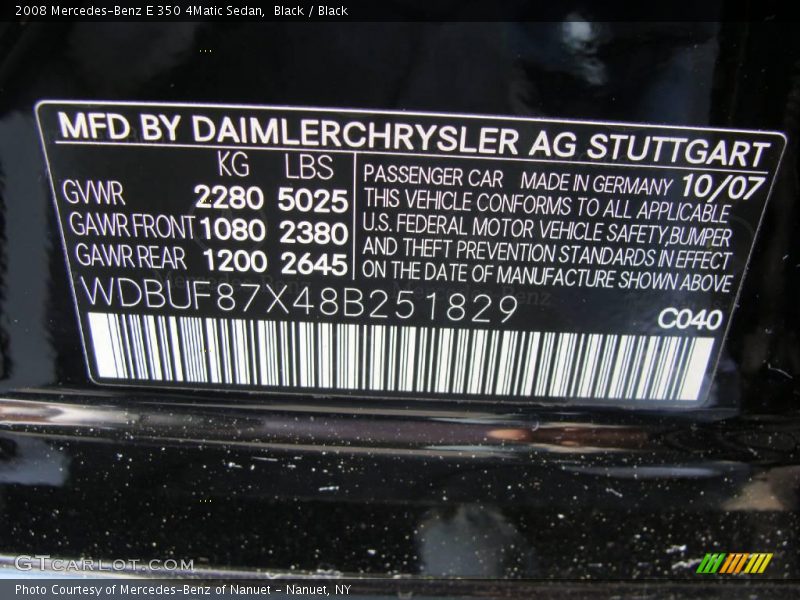 2008 Mercedes-Benz E 350 4Matic Sedan,  Black / Black
MFD BY DAIMLERCHRYSLER AG STUTTGART
KG LBS
GVWR 2280 5025
GAWR FRONT 1080 2380
GAWR REAR 1200 2645
PASSENGER CAR MADE IN GERMANY 10/07
THIS VEHICLE CONFORMS TO ALL APPLICABLE
U.S. FEDERAL MOTOR VEHICLE SAFETY,BUMPER
AND THEFT PREVENTION STANDARDS IN EFFECT
ON THE DATE OF MANUFACTURE SHOWN ABOVE
WDBUF87X48B251829
C040
GTCARLOT.COM
Photo Courtesy of Mercedes-Benz of Nanuet - Nanuet, NY